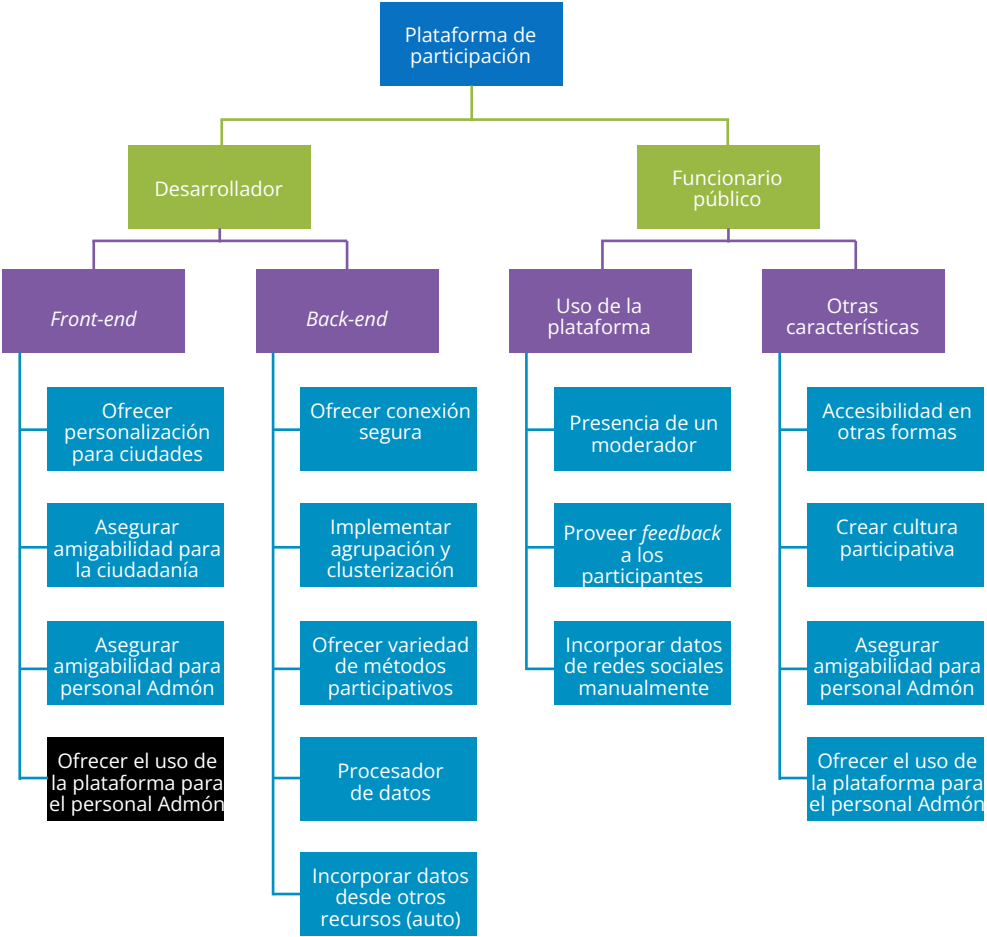 Plataforma de
participación
Desarrollador
Funcionario
público
Front-end
Back-end
Uso de la
plataforma
Otras
características
Ofrecer
personalización
para ciudades
Asegurar
amigabilidad para
la ciudadanía
Asegurar
amigabilidad para
personal Admón
Ofrecer el uso de
la plataforma para
el personal Admón
Ofrecer conexión
segura
Implementar
agrupación y
clusterización
Ofrecer variedad
de métodos
participativos
Procesador
de datos
Incorporar datos
desde otros
recursos (auto)
Presencia de un
moderador
Proveer feedback
a los
participantes
Incorporar datos
de redes sociales
manualmente
Accesibilidad en
otras formas
Crear cultura
participativa
Asegurar
amigabilidad para
personal Admón
Ofrecer el uso de
la plataforma para
el personal Admón